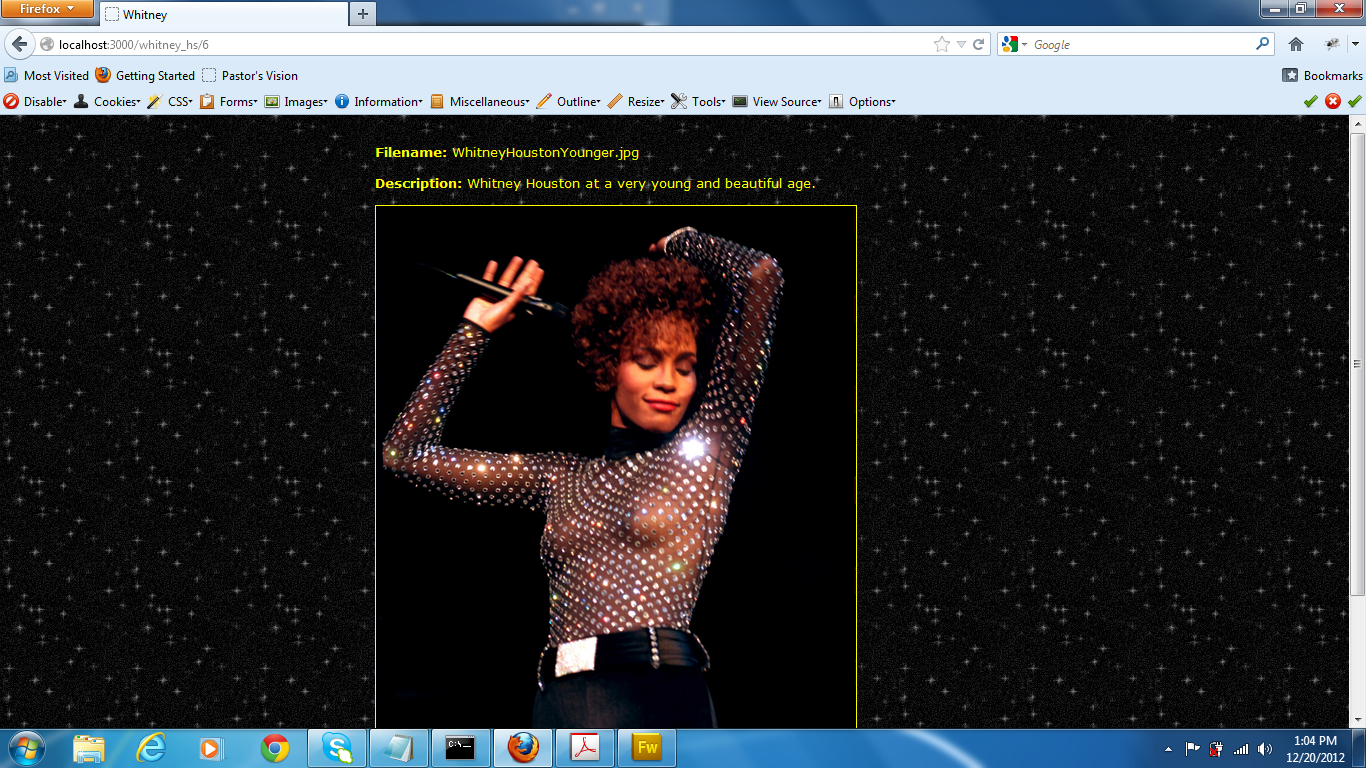 Firefox
Whitney
localhost:3000/whitney_hs/6
Google
Most Visited
Getting Started
Pastor's Vision
Bookmarks
Disable
Cookies
CSS
Forms
Images
Information
Miscellaneous
Outline
Resize
Tools
View Source
Options
Filename: WhitneyHoustonYounger.jpg
Description: Whitney Houston at a very young and beautiful age.
C:\
Fw
1:04 PM
12/20/2012